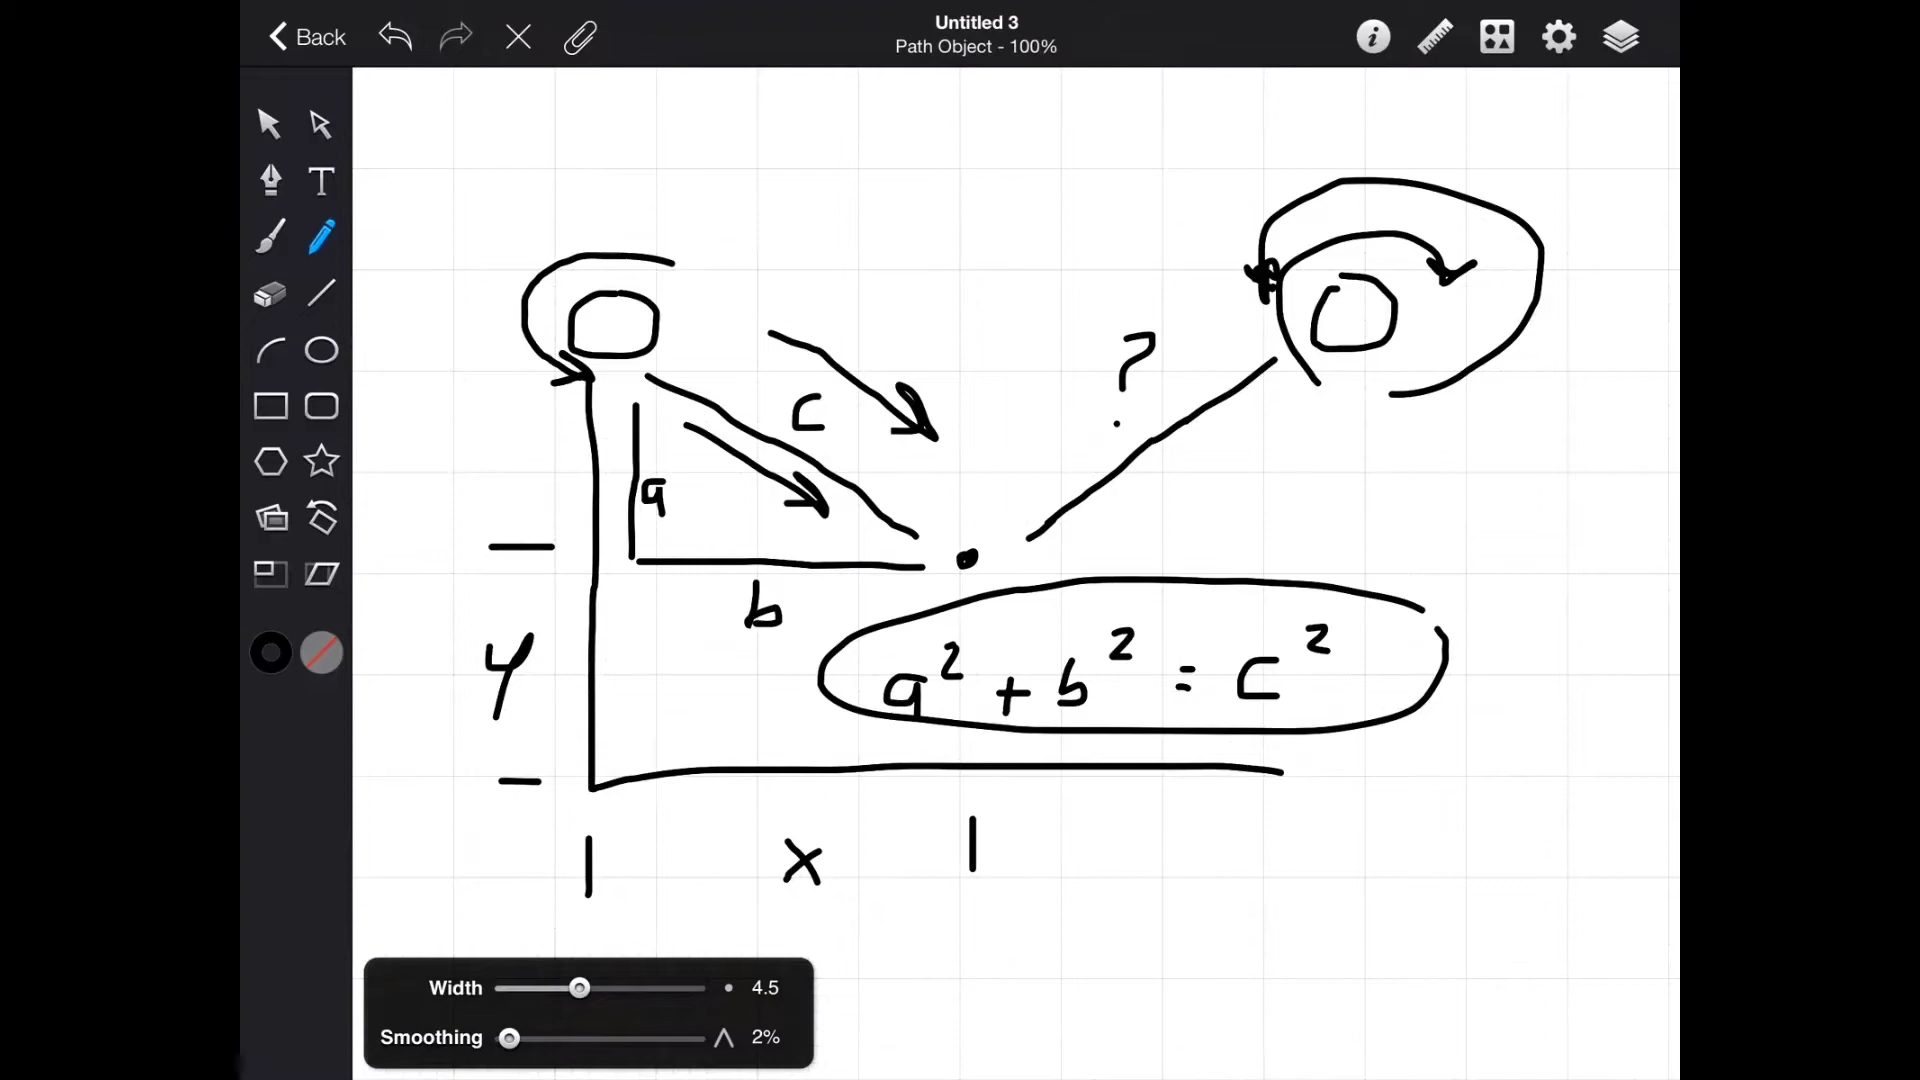 Back
Untitled 3
Path Object - 100%
T
?
c
a
b
a² + b² = c²
y
x
Width 4.5
Smoothing 2%